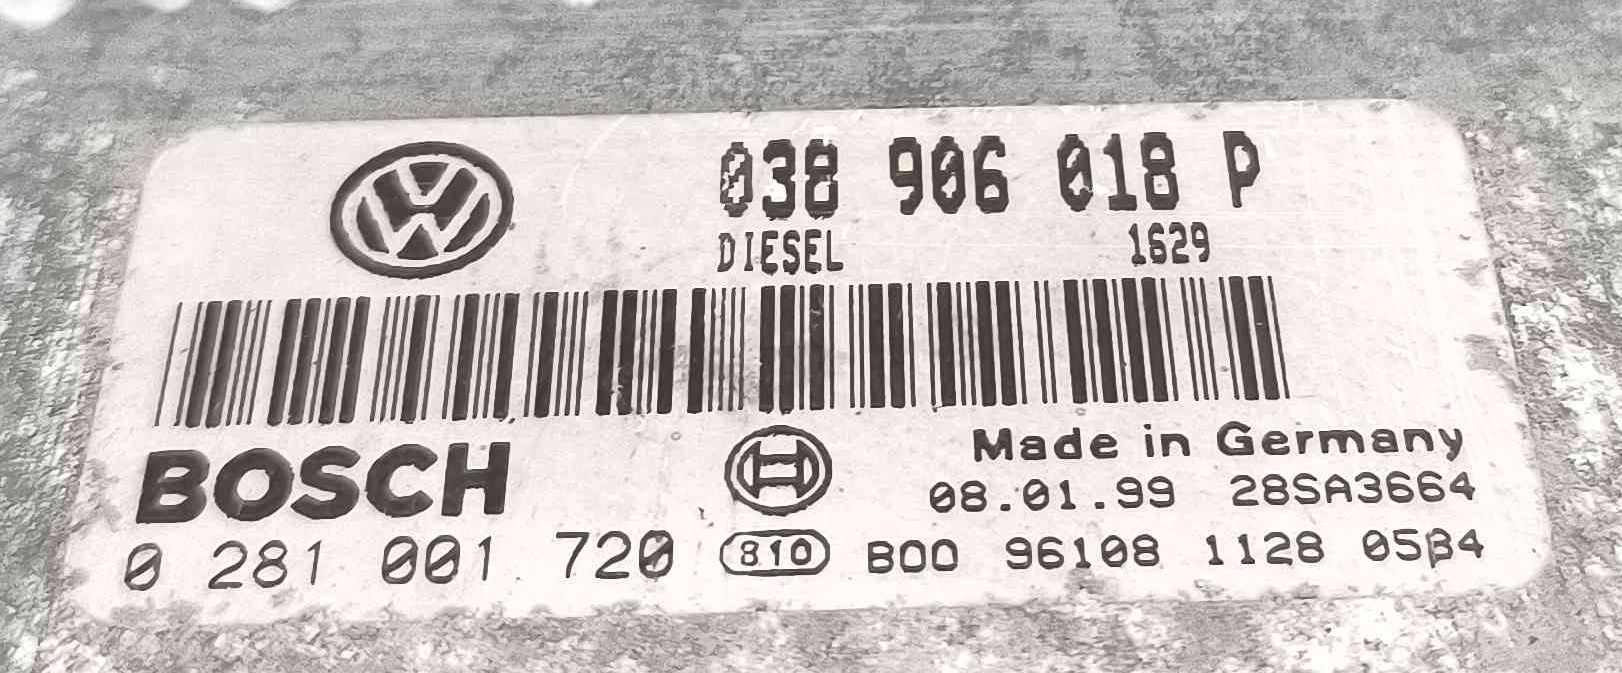 038 906 018 P
DIESEL 1629
BOSCH
Made in Germany
08.01.99 28SA3664
0 281 001 720 810 B00 96108 1128